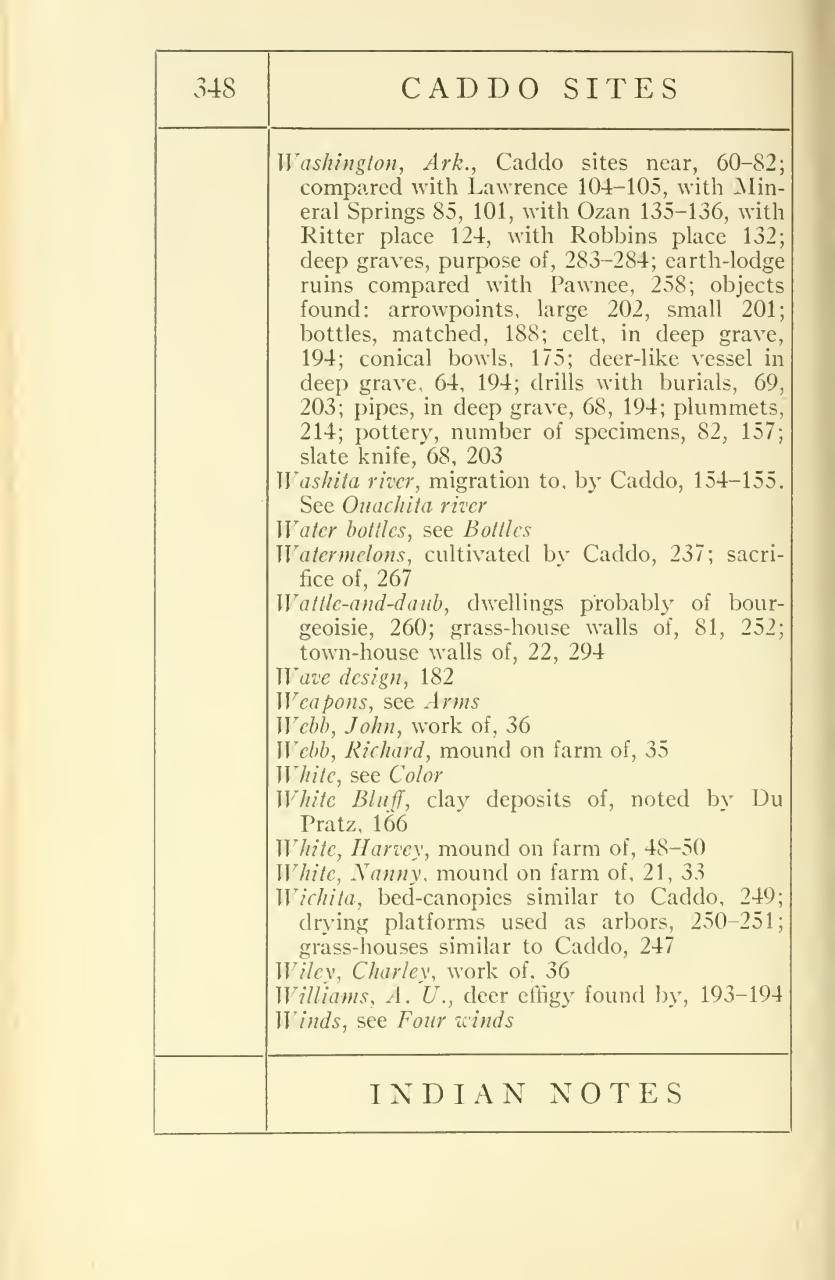 348
CADDO SITES
Washington, Ark., Caddo sites near, 60–82;
compared with Lawrence 104–105, with Min-
eral Springs 85, 101, with Ozan 135–136, with
Ritter place 124, with Robbins place 132;
deep graves, purpose of, 283–284; earth-lodge
ruins compared with Pawnee, 258; objects
found: arrowpoints, large 202, small 201;
bottles, matched, 188; celt, in deep grave,
194; conical bowls, 175; deer-like vessel in
deep grave, 64, 194; drills with burials, 69,
203; pipes, in deep grave, 68, 194; plummets,
214; pottery, number of specimens, 82, 157;
slate knife, 68, 203
Washita river, migration to, by Caddo, 154–155.
See Ouachita river
Water bottles, see Bottles
Watermelons, cultivated by Caddo, 237; sacri-
fice of, 267
Wattle-and-daub, dwellings probably of bour-
geoisie, 260; grass-house walls of, 81, 252;
town-house walls of, 22, 294
Wave design, 182
Weapons, see Arms
Webb, John, work of, 36
Webb, Richard, mound on farm of, 35
White, see Color
White Bluff, clay deposits of, noted by Du
Pratz, 166
White, Harvey, mound on farm of, 48–50
White, Nanny, mound on farm of, 21, 33
Wichita, bed-canopies similar to Caddo, 249;
drying platforms used as arbors, 250–251;
grass-houses similar to Caddo, 247
Wiley, Charley, work of, 36
Williams, A. U., deer effigy found by, 193–194
Winds, see Four winds
INDIAN NOTES